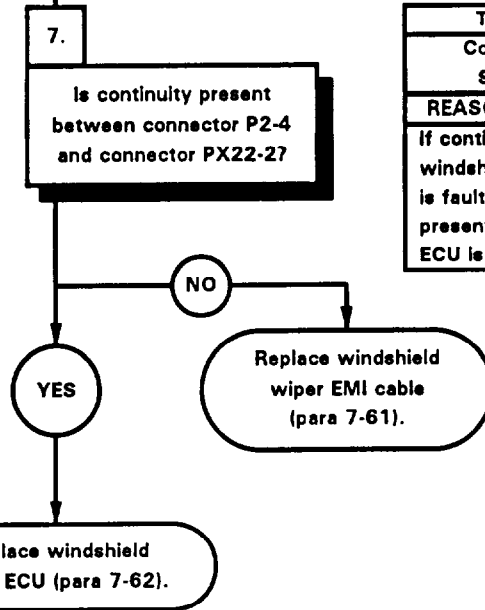 7.
Is continuity present
between connector P2-4
and connector PX22-2?
NO
YES
Replace windshield
wiper EMI cable
(para 7-61).
lace windshield
ECU (para 7-62).
T
Co
S
REASO
If conti
windsh
is fault
present
ECU is